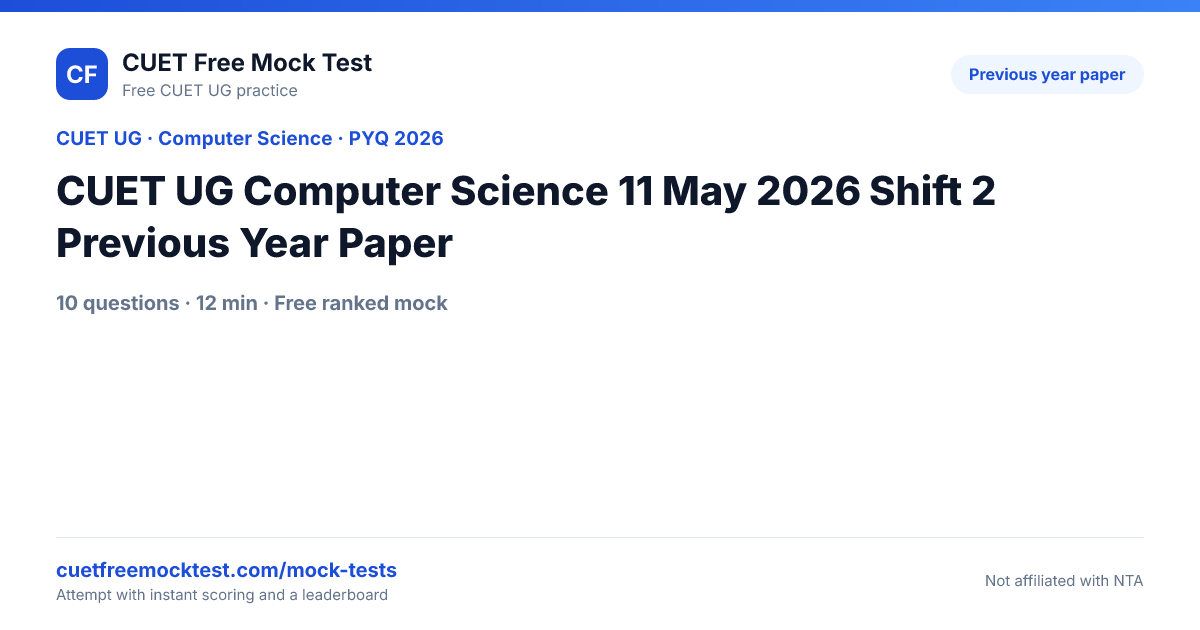 CF
CUET Free Mock Test
Free CUET UG practice
Previous year paper
CUET UG · Computer Science · PYQ 2026
CUET UG Computer Science 11 May 2026 Shift 2
Previous Year Paper
10 questions · 12 min · Free ranked mock
cuetfreemocktest.com/mock-tests
Attempt with instant scoring and a leaderboard
Not affiliated with NTA